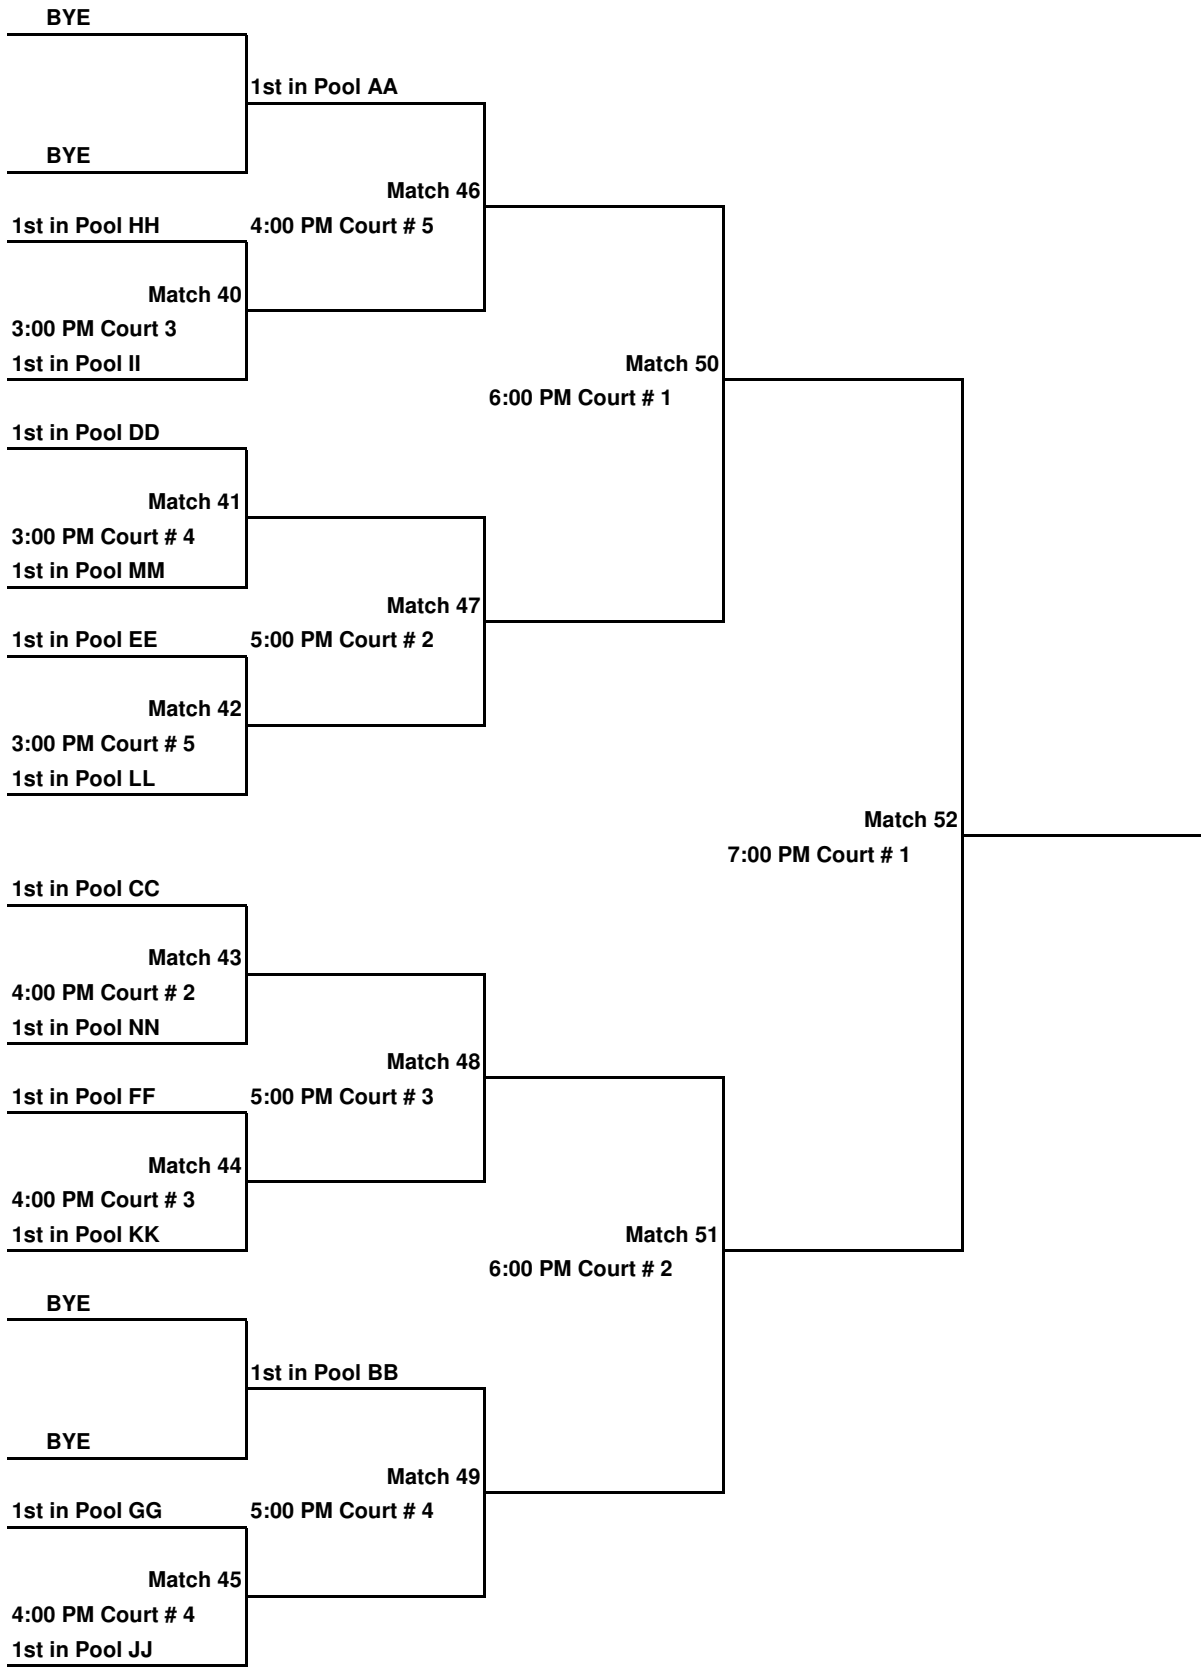 BYE
1st in Pool AA
BYE
Match 46
1st in Pool HH
4:00 PM Court # 5
Match 40
3:00 PM Court 3
1st in Pool II
Match 50
6:00 PM Court # 1
1st in Pool DD
Match 41
3:00 PM Court # 4
1st in Pool MM
Match 47
1st in Pool EE
5:00 PM Court # 2
Match 42
3:00 PM Court # 5
1st in Pool LL
Match 52
7:00 PM Court # 1
1st in Pool CC
Match 43
4:00 PM Court # 2
1st in Pool NN
Match 48
1st in Pool FF
5:00 PM Court # 3
Match 44
4:00 PM Court # 3
1st in Pool KK
Match 51
6:00 PM Court # 2
BYE
1st in Pool BB
BYE
Match 49
1st in Pool GG
5:00 PM Court # 4
Match 45
4:00 PM Court # 4
1st in Pool JJ